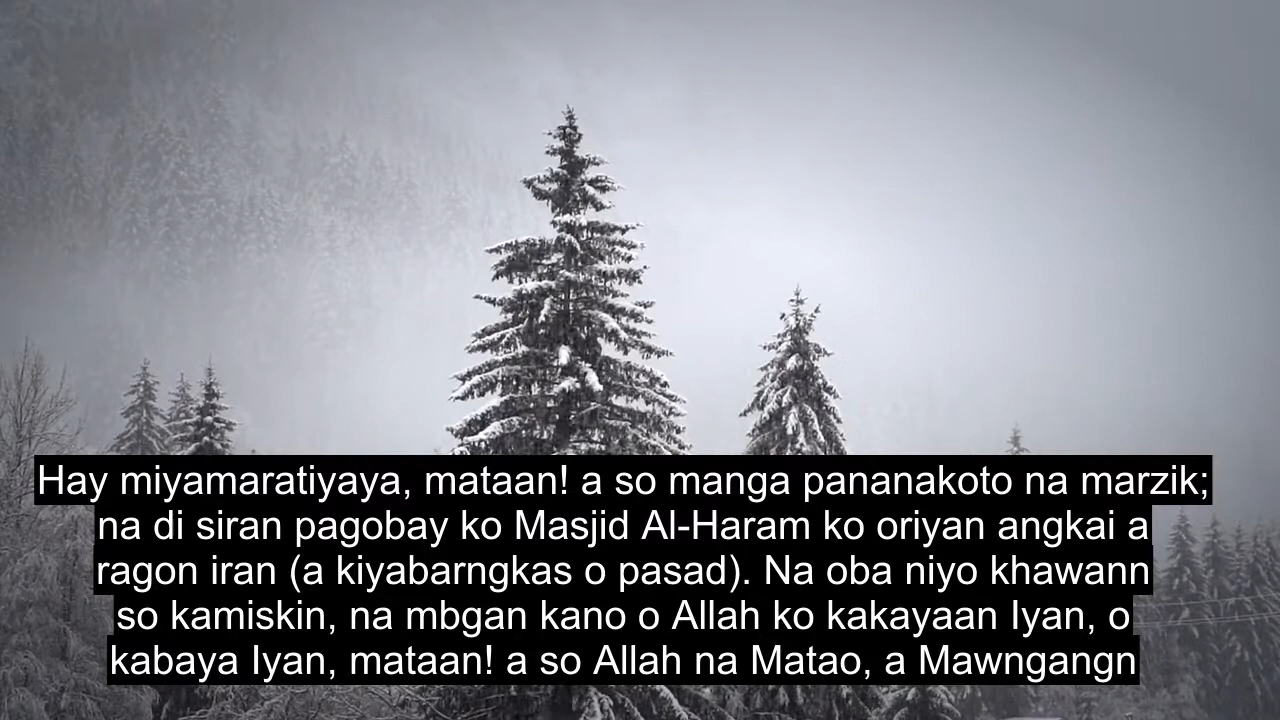 Hay miyamaratiyaya, mataan! a so manga pananakoto na marzik;
na di siran pagobay ko Masjid Al-Haram ko oriyan angkai a
ragon iran (a kiyabarngkas o pasad). Na oba niyo khawann
so kamiskin, na mbgan kano o Allah ko kakayaan Iyan, o
kabaya Iyan, mataan! a so Allah na Matao, a Mawngangn